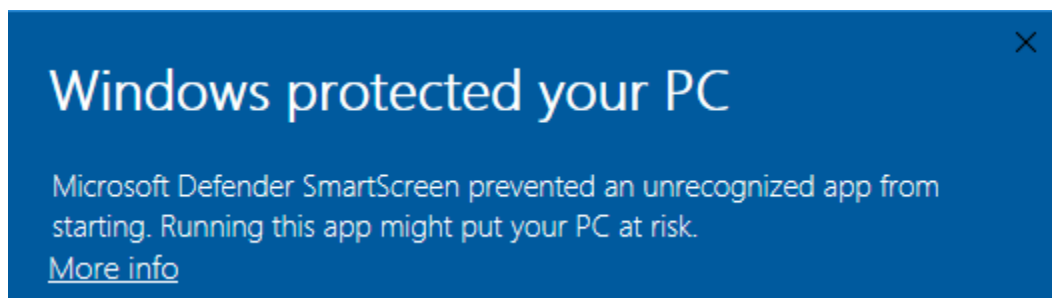 Windows protected your PC
Microsoft Defender SmartScreen prevented an unrecognized app from
starting. Running this app might put your PC at risk.
More info